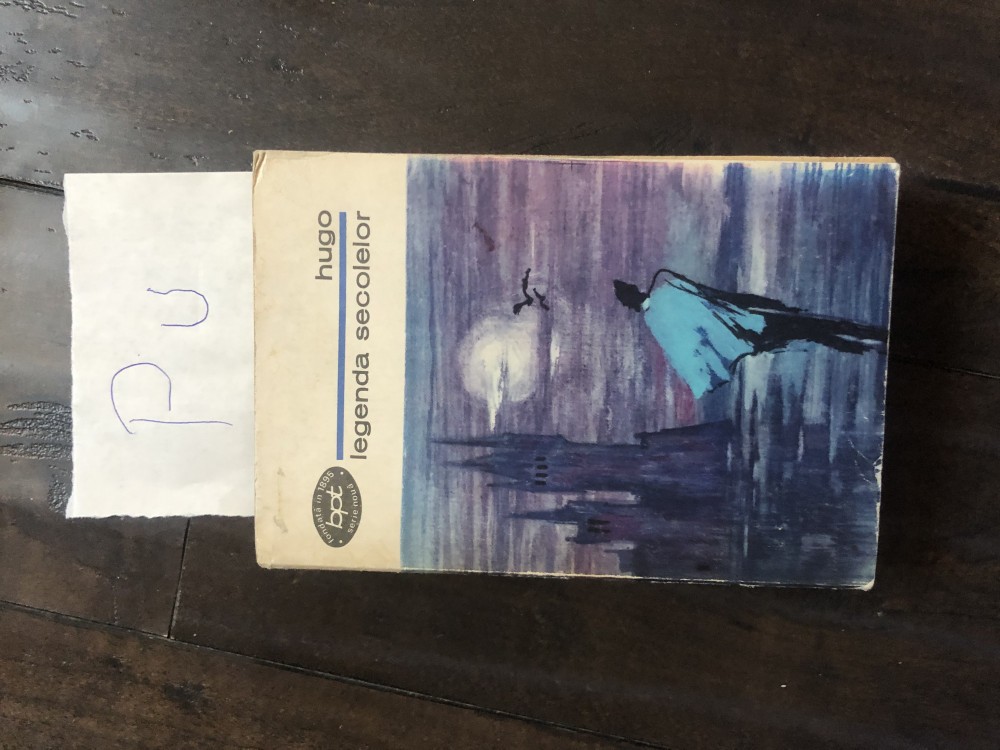 PU
hugo
legenda secolelor
fondată în 1895
bpt
serie nouă